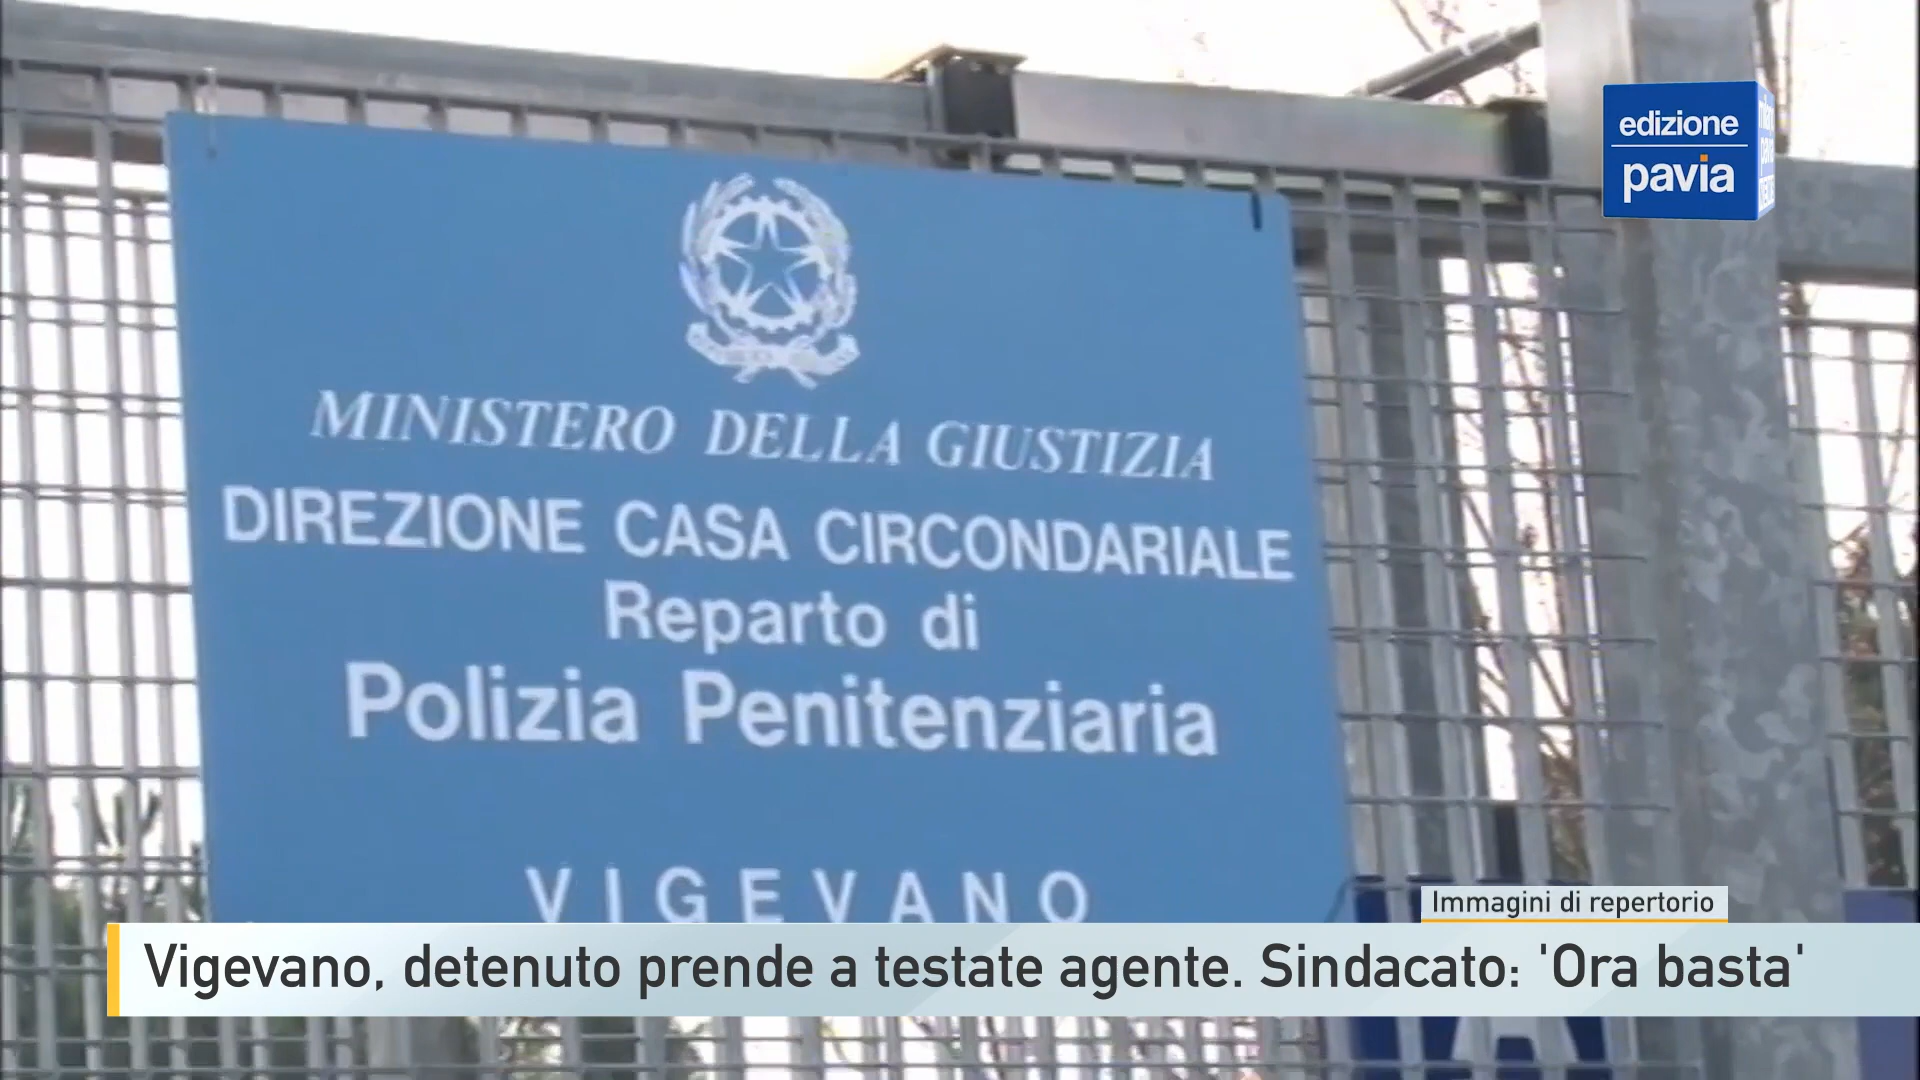 edizione
pavia
MINISTERO DELLA GIUSTIZIA
DIREZIONE CASA CIRCONDARIALE
Reparto di
Polizia Penitenziaria
VIGEVANO
Immagini di repertorio
Vigevano, detenuto prende a testate agente. Sindacato: 'Ora basta'